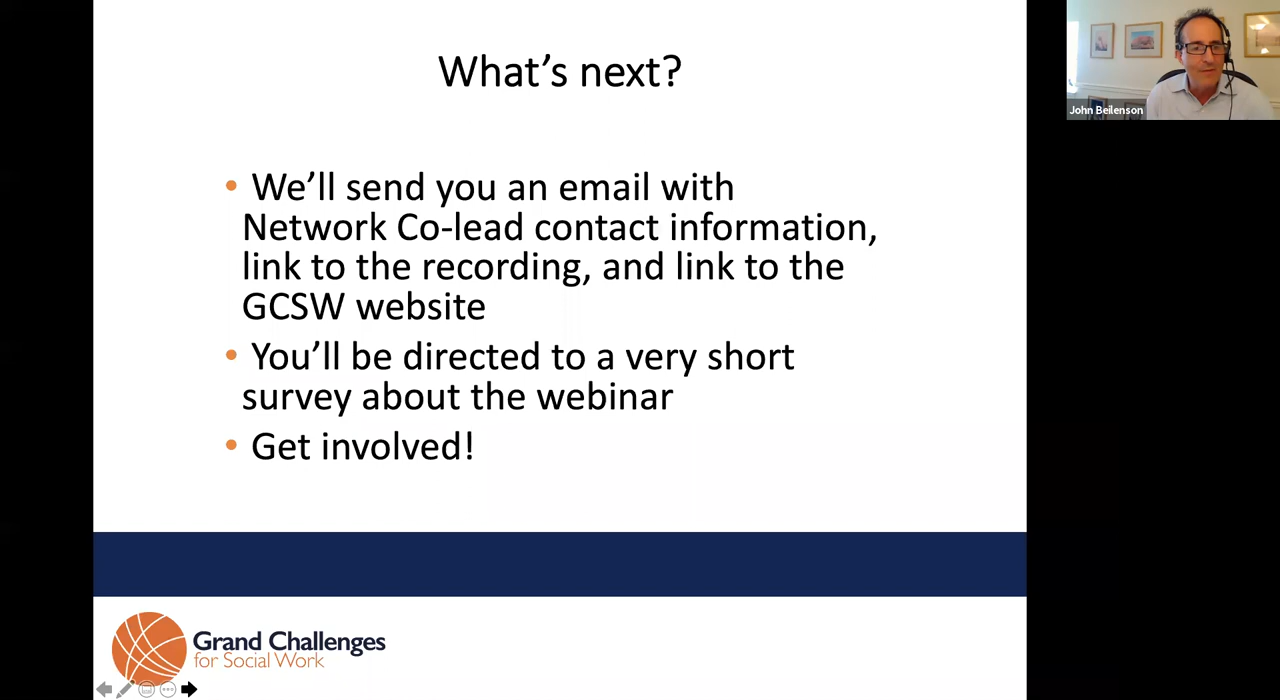 What's next?
• We'll send you an email with
Network Co-lead contact information,
link to the recording, and link to the
GCSW website
• You'll be directed to a very short
survey about the webinar
• Get involved!
Grand Challenges
for Social Work
John Beilenson